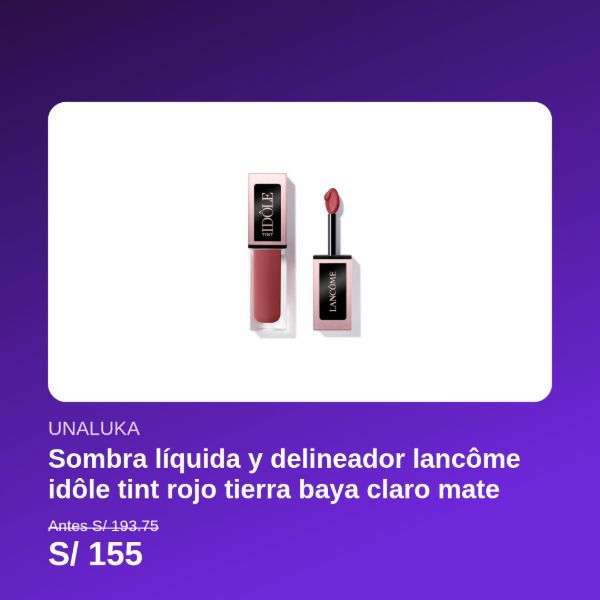 IDÔLE
TINT
LANCÔME
UNALUKA
Sombra líquida y delineador lancôme
idôle tint rojo tierra baya claro mate
Antes S/ 193.75
S/ 155